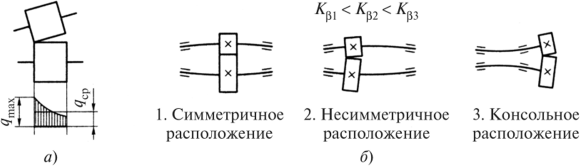 Kβ1 < Kβ2 < Kβ3
qmax
qср
1. Симметричное
расположение
2. Несимметричное
расположение
3. Консольное
расположение
а)
б)